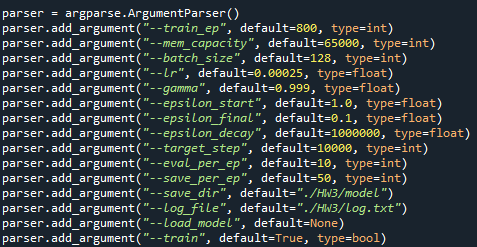 parser = argparse.ArgumentParser()
parser.add_argument("--train_ep", default=800, type=int)
parser.add_argument("--mem_capacity", default=65000, type=int)
parser.add_argument("--batch_size", default=128, type=int)
parser.add_argument("--lr", default=0.00025, type=float)
parser.add_argument("--gamma", default=0.999, type=float)
parser.add_argument("--epsilon_start", default=1.0, type=float)
parser.add_argument("--epsilon_final", default=0.1, type=float)
parser.add_argument("--epsilon_decay", default=1000000, type=float)
parser.add_argument("--target_step", default=10000, type=int)
parser.add_argument("--eval_per_ep", default=10, type=int)
parser.add_argument("--save_per_ep", default=50, type=int)
parser.add_argument("--save_dir", default="./HW3/model")
parser.add_argument("--log_file", default="./HW3/log.txt")
parser.add_argument("--load_model", default=None)
parser.add_argument("--train", default=True, type=bool)